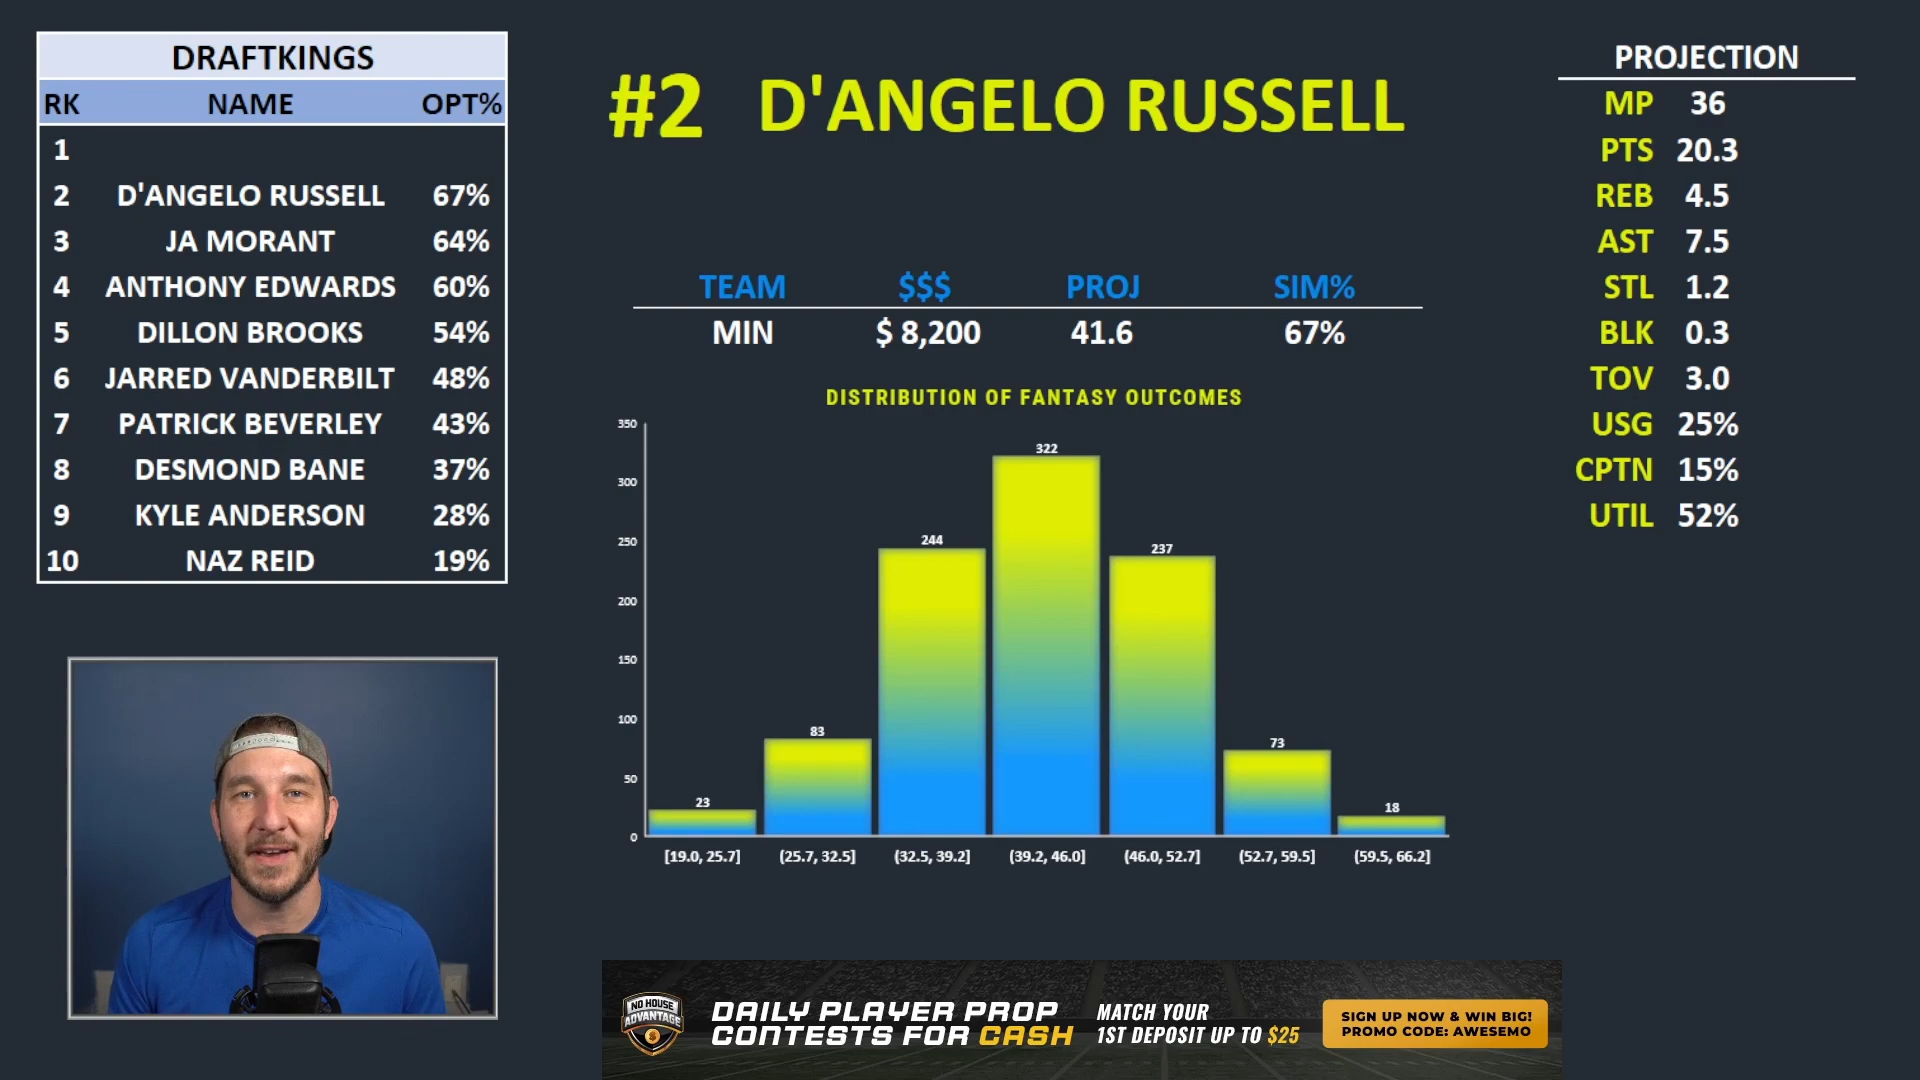 DRAFTKINGS
RK NAME OPT%
1
2 D'ANGELO RUSSELL 67%
3 JA MORANT 64%
4 ANTHONY EDWARDS 60%
5 DILLON BROOKS 54%
6 JARRED VANDERBILT 48%
7 PATRICK BEVERLEY 43%
8 DESMOND BANE 37%
9 KYLE ANDERSON 28%
10 NAZ REID 19%
#2 D'ANGELO RUSSELL
TEAM $$$ PROJ SIM%
MIN $ 8,200 41.6 67%
DISTRIBUTION OF FANTASY OUTCOMES
350
300
250
200
150
100
50
0
23
83
244
322
237
73
18
[19.0, 25.7] (25.7, 32.5] (32.5, 39.2] (39.2, 46.0] (46.0, 52.7] (52.7, 59.5] (59.5, 66.2]
PROJECTION
MP 36
PTS 20.3
REB 4.5
AST 7.5
STL 1.2
BLK 0.3
TOV 3.0
USG 25%
CPTN 15%
UTIL 52%
NO HOUSE
ADVANTAGE
DAILY PLAYER PROP
CONTESTS FOR CASH
MATCH YOUR
1ST DEPOSIT UP TO $25
SIGN UP NOW & WIN BIG!
PROMO CODE: AWESEMO